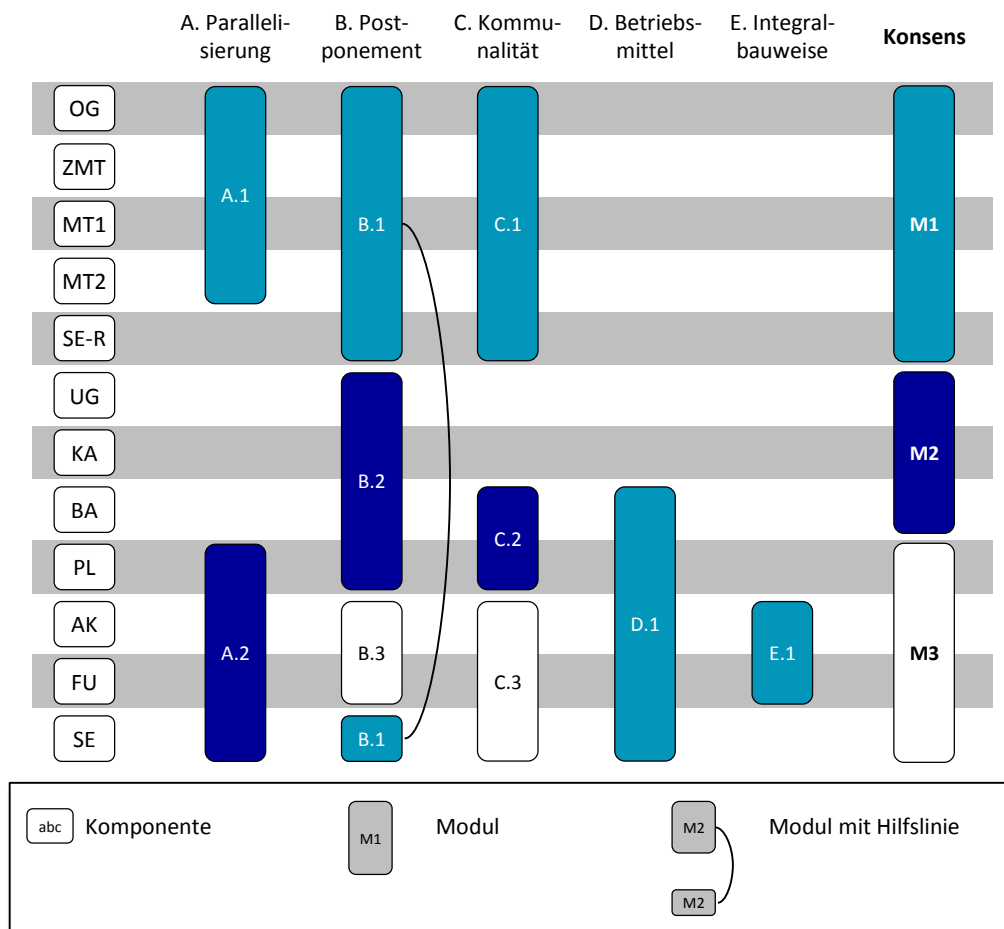 A. Paralleli-
sierung
B. Post-
ponement
C. Kommu-
nalität
D. Betriebs-
mittel
E. Integral-
bauweise
Konsens
OG
ZMT
A.1
MT1
B.1
C.1
M1
MT2
SE-R
UG
KA
M2
B.2
BA
C.2
PL
AK
D.1
A.2
B.3
E.1
M3
FU
C.3
SE
B.1
abc
Komponente
M1
Modul
M2
M2
Modul mit Hilfslinie